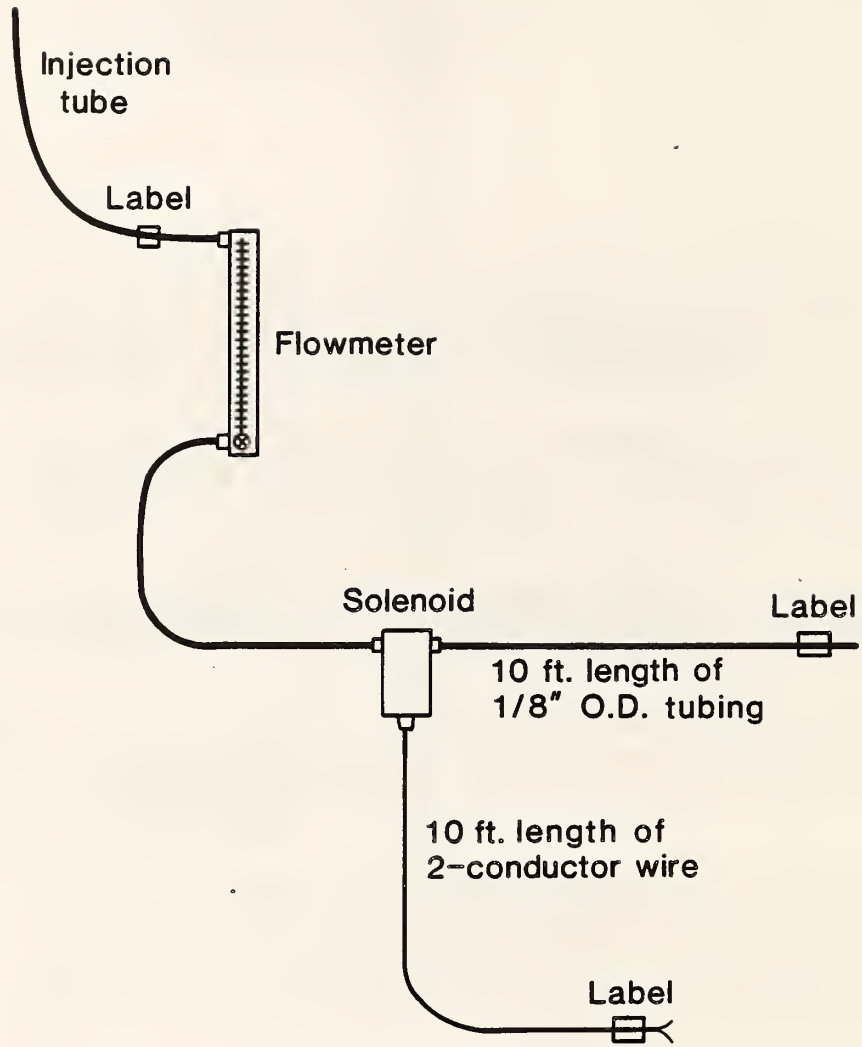 Injection
tube
Label
Flowmeter
Solenoid
Label
10 ft. length of
1/8" O.D. tubing
10 ft. length of
2-conductor wire
Label